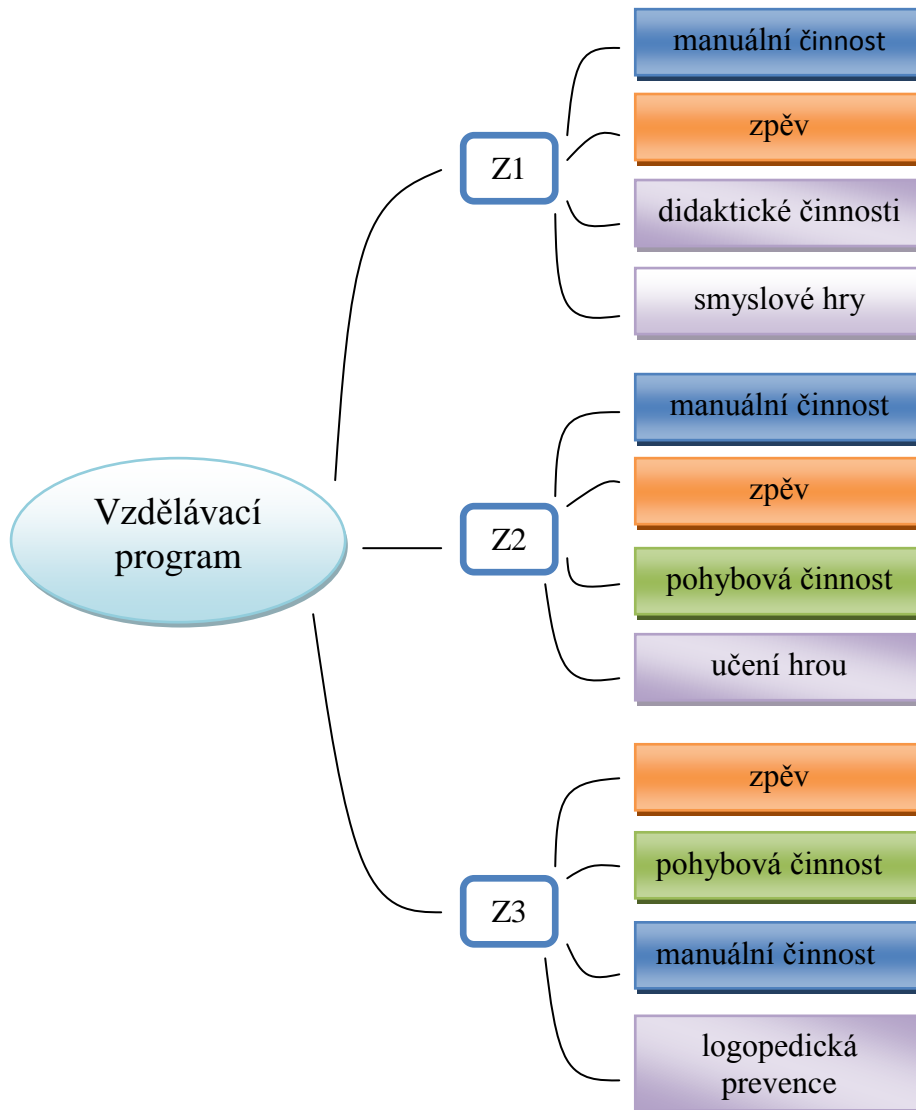 Vzdělávací
program
Z1
manuální činnost
zpěv
didaktické činnosti
smyslové hry
Z2
manuální činnost
zpěv
pohybová činnost
učení hrou
Z3
zpěv
pohybová činnost
manuální činnost
logopedická
prevence